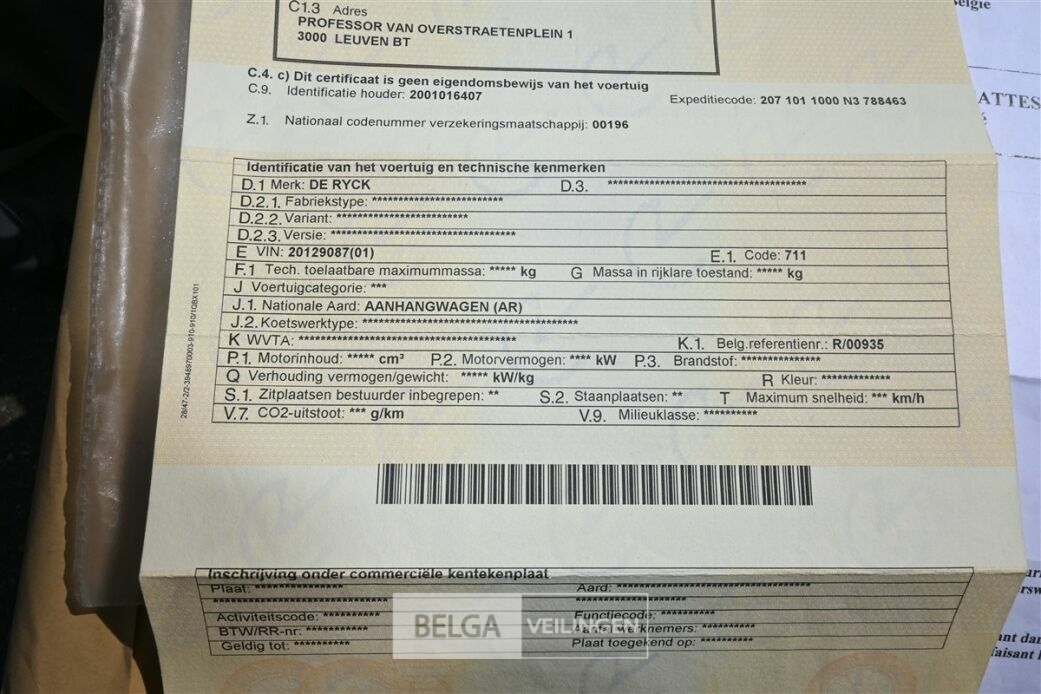 C1.3 Adres
PROFESSOR VAN OVERSTRAETENPLEIN 1
3000 LEUVEN BT
C.4. c) Dit certificaat is geen eigendomsbewijs van het voertuig
C.9. Identificatie houder: 2001016407
Expeditiecode: 207 101 1000 N3 788463
Z.1. Nationaal codenummer verzekeringsmaatschappij: 00196
Identificatie van het voertuig en technische kenmerken
D.1 Merk: DE RYCK D.3. ************************************
D.2.1. Fabriekstype: ************************
D.2.2. Variant: ************************
D.2.3. Versie: *****************************
E VIN: 20129087(01) E.1. Code: 711
F.1 Tech. toelaatbare maximummassa: ***** kg G Massa in rijklare toestand: ***** kg
J Voertuigcategorie: ***
J.1. Nationale Aard: AANHANGWAGEN (AR)
J.2. Koetswerktype: ***************************************
K WVTA: **************************************** K.1. Belg.referentienr.: R/00935
P.1. Motorinhoud: ***** cm³ P.2. Motorvermogen: **** kW P.3. Brandstof: ***************
Q Verhouding vermogen/gewicht: ***** kW/kg R Kleur: *************
S.1. Zitplaatsen bestuurder inbegrepen: ** S.2. Staanplaatsen: ** T Maximum snelheid: *** km/h
V.7. CO2-uitstoot: *** g/km V.9. Milieuklasse: **********
Inschrijving onder commerciële kentekenplaat
Plaat: **************** Aard: ***********************************
******************************** ********************
Activiteitscode: ********** Functiecode: **********
BTW/RR-nr: *********** Aant. werknemers: **********
Geldig tot: ********** Plaat toegekend op: **********
BELGA VEILINGEN
ATTES